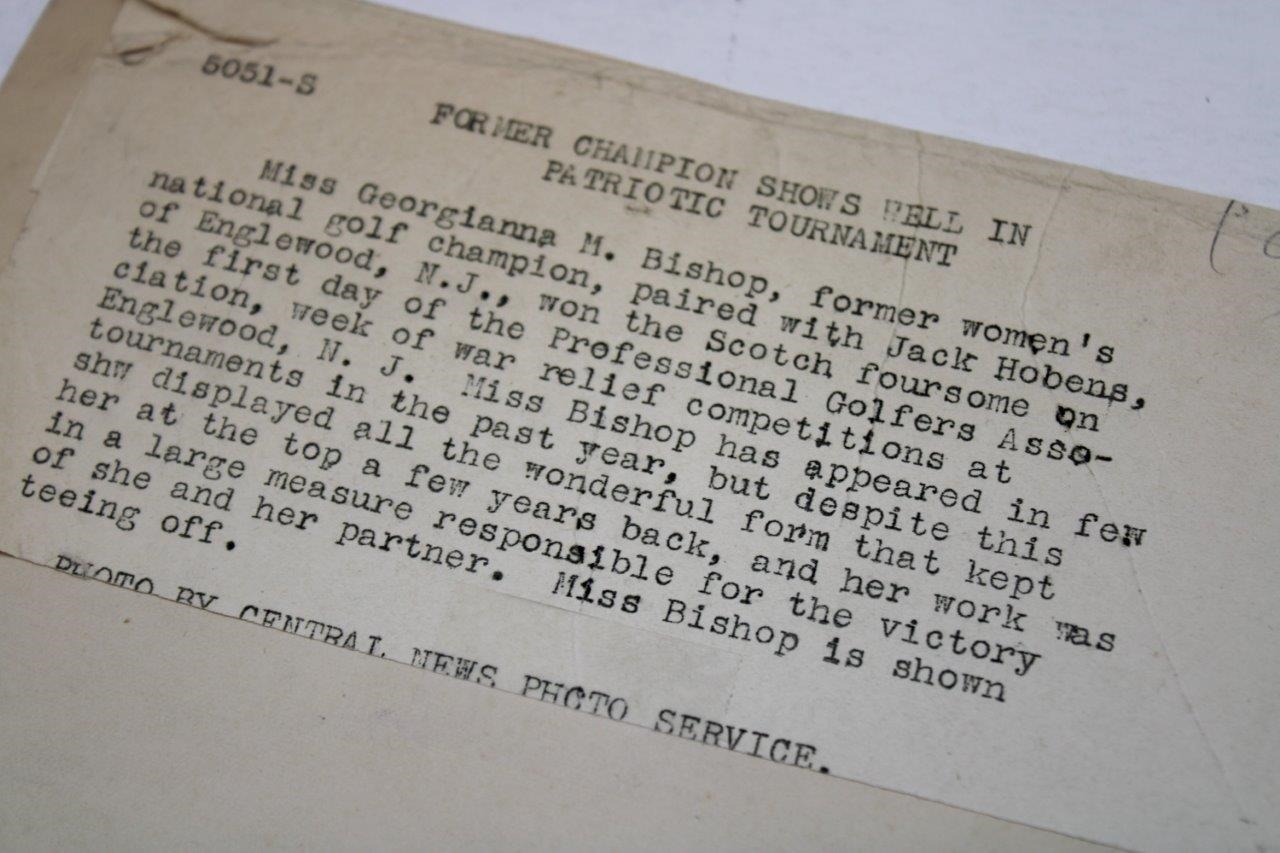 5051-S
FORMER CHAMPION SHOWS WELL IN
PATRIOTIC TOURNAMENT
Miss Georgianna M. Bishop, former women's
national golf champion, paired with Jack Hobens,
of Englewood, N.J., won the Scotch foursome on
the first day of the Professional Golfers Asso-
ciation, week of war relief competitions at
Englewood, N. J. Miss Bishop has appeared in few
tournaments in the past year, but despite this
shw displayed all the wonderful form that kept
her at the top a few years back, and her work was
in a large measure responsible for the victory
of she and her partner. Miss Bishop is shown
teeing off.
PHOTO BY CENTRAL NEWS PHOTO SERVICE.